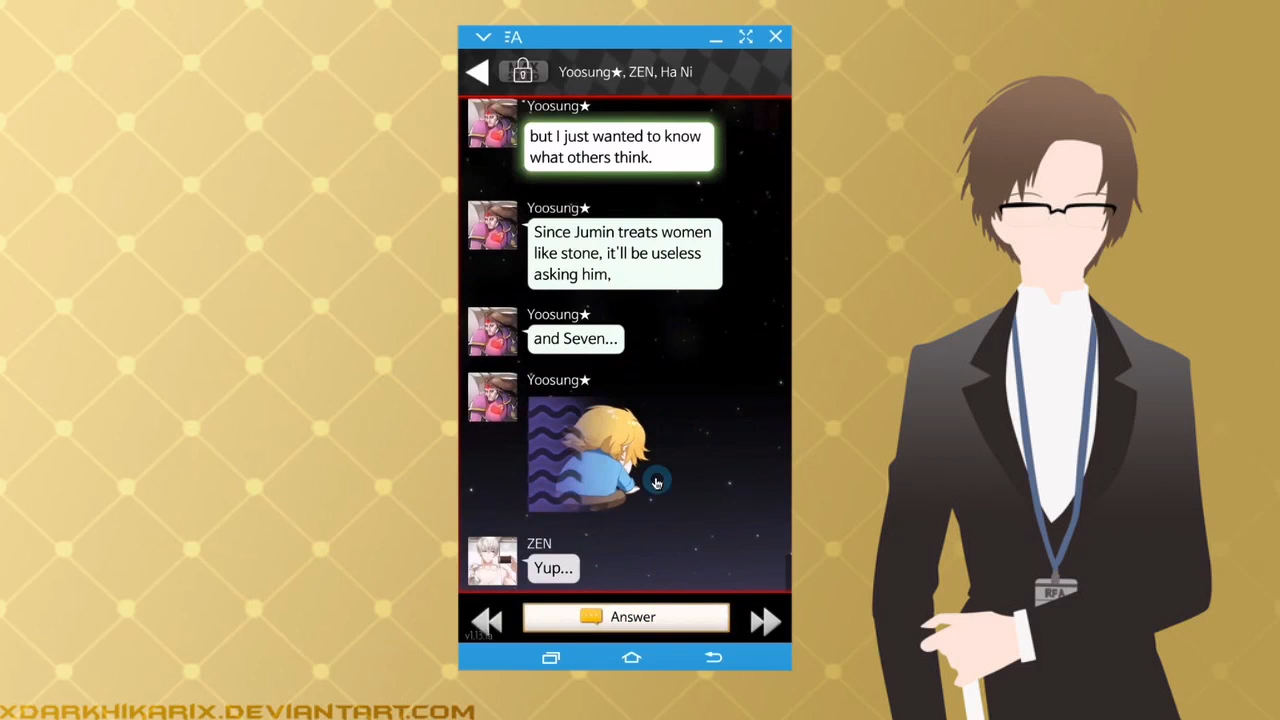 Yoosung★, ZEN, Ha Ni
Yoosung★
but I just wanted to know
what others think.
Yoosung★
Since Jumin treats women
like stone, it'll be useless
asking him,
Yoosung★
and Seven...
Yoosung★
ZEN
Yup...
Answer
RFA
XDARKHIKARIX.DEVIANTART.COM